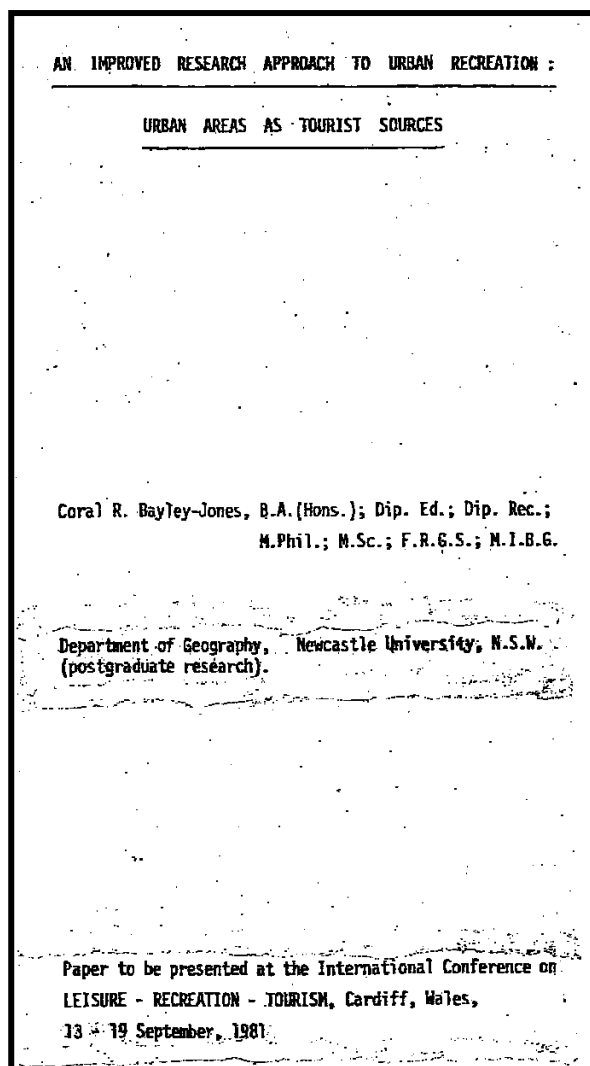 AN IMPROVED RESEARCH APPROACH TO URBAN RECREATION :
URBAN AREAS AS TOURIST SOURCES
Coral R. Bayley-Jones, B.A.(Hons.); Dip. Ed.; Dip. Rec.;
M.Phil.; M.Sc.; F.R.G.S.; M.I.B.G.
Department of Geography, Newcastle University, N.S.W.
(postgraduate research).
Paper to be presented at the International Conference on
LEISURE - RECREATION - TOURISM, Cardiff, Wales,
13 - 19 September, 1981